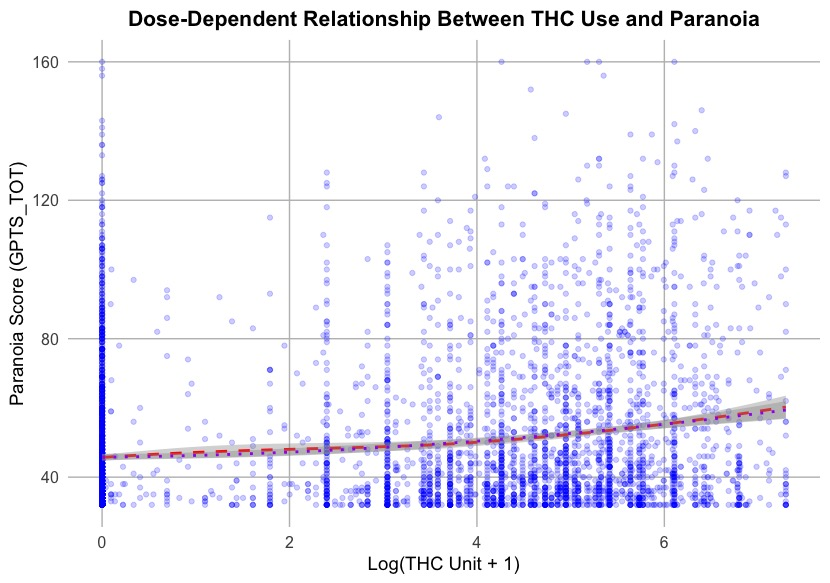 Dose-Dependent Relationship Between THC Use and Paranoia
160
120
80
40
Paranoia Score (GPTS_TOT)
0 2 4 6
Log(THC Unit + 1)